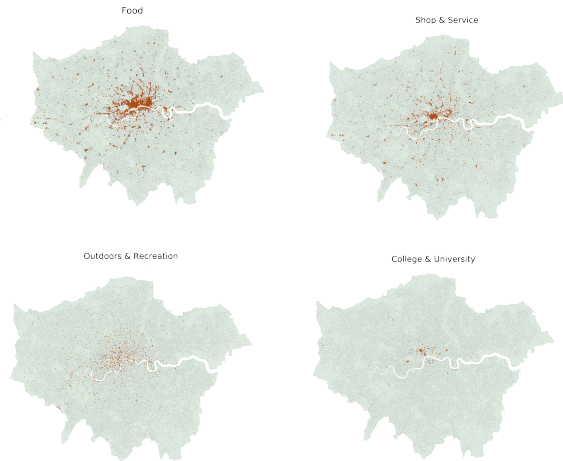 Food
Shop & Service
Outdoors & Recreation
College & University